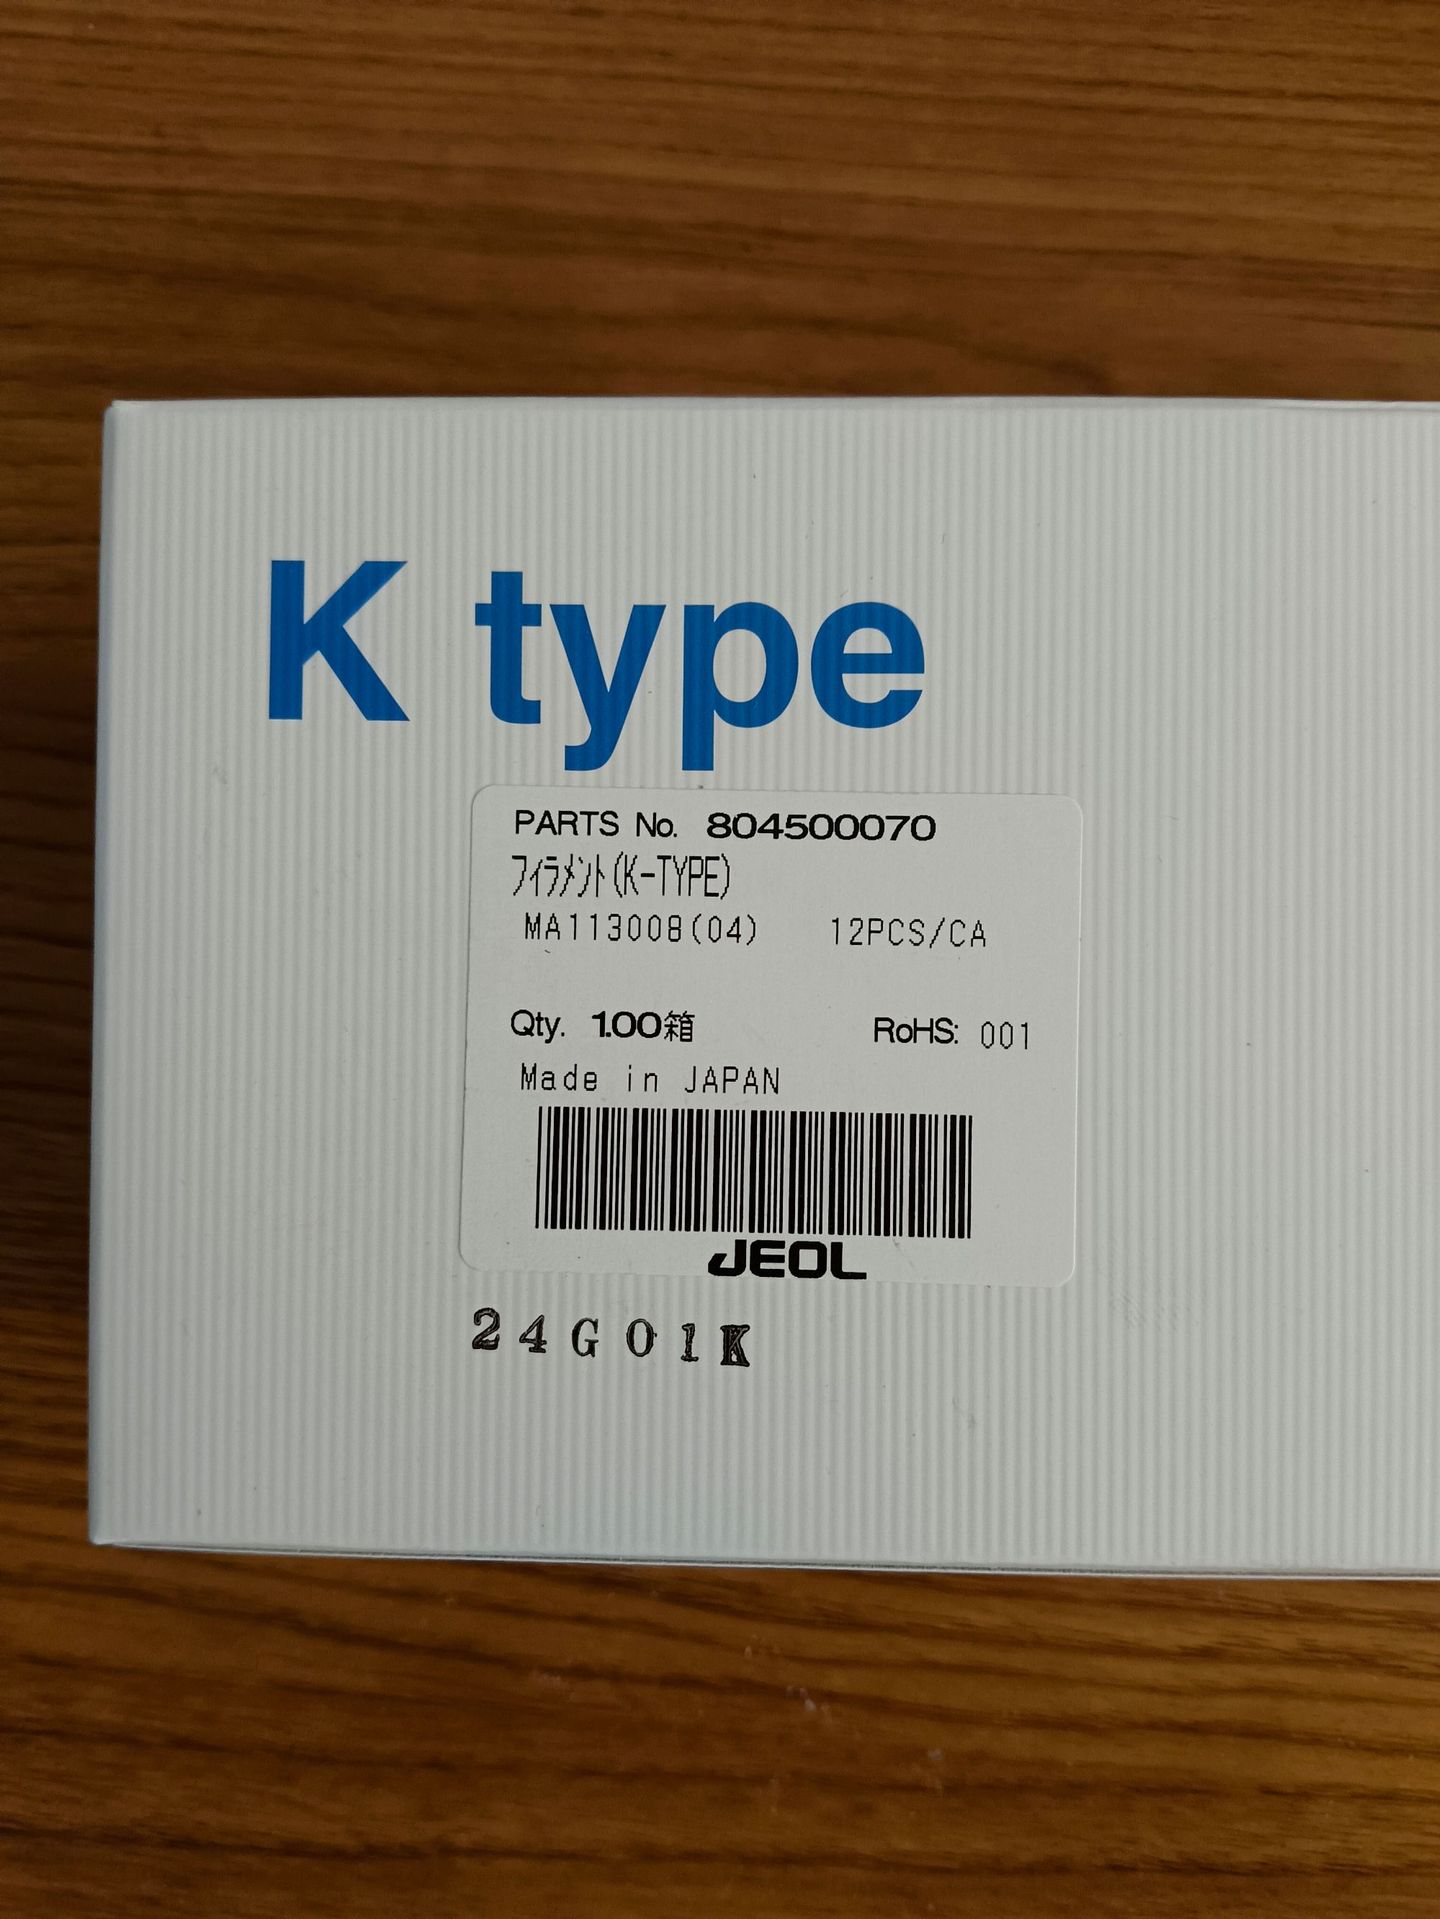 K type
PARTS No. 804500070
フィラメント(K-TYPE)
MA113008(04) 12PCS/CA
Qty. 1.00箱 RoHS: 001
Made in JAPAN
JEOL
24G01K